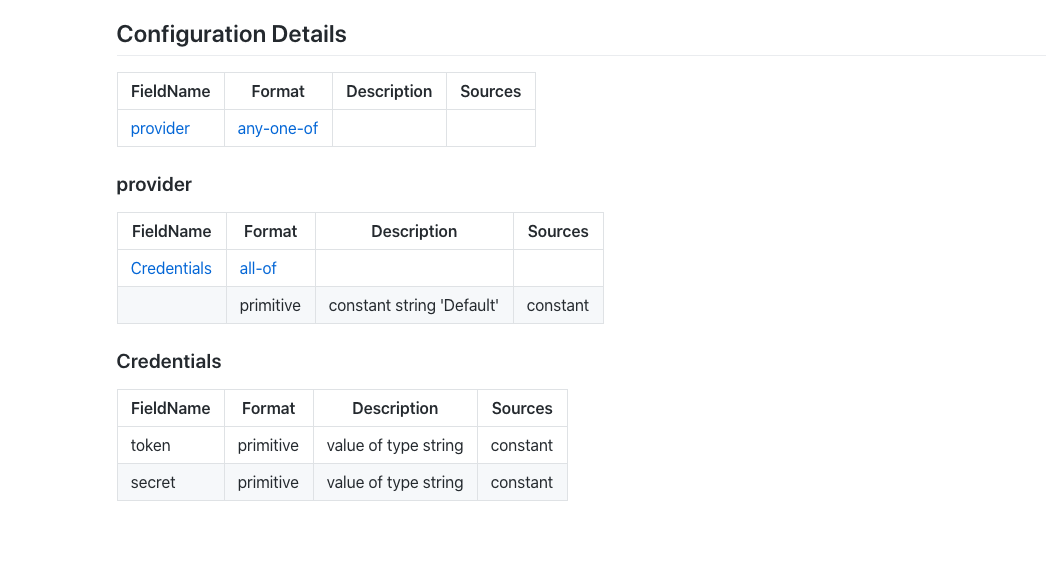 Configuration Details
FieldName Format Description Sources
provider any-one-of
provider
FieldName Format Description Sources
Credentials all-of
primitive constant string 'Default' constant
Credentials
FieldName Format Description Sources
token primitive value of type string constant
secret primitive value of type string constant